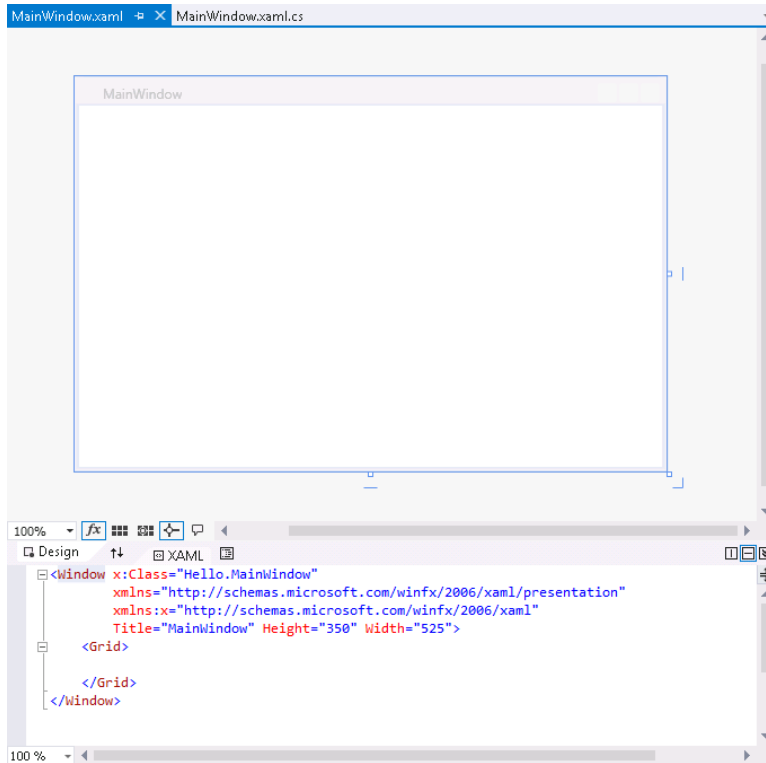 MainWindow.xaml MainWindow.xaml.cs
MainWindow
100% fx
Design XAML
<Window x:Class="Hello.MainWindow"
xmlns="http://schemas.microsoft.com/winfx/2006/xaml/presentation"
xmlns:x="http://schemas.microsoft.com/winfx/2006/xaml"
Title="MainWindow" Height="350" Width="525">
<Grid>
</Grid>
</Window>
100 %